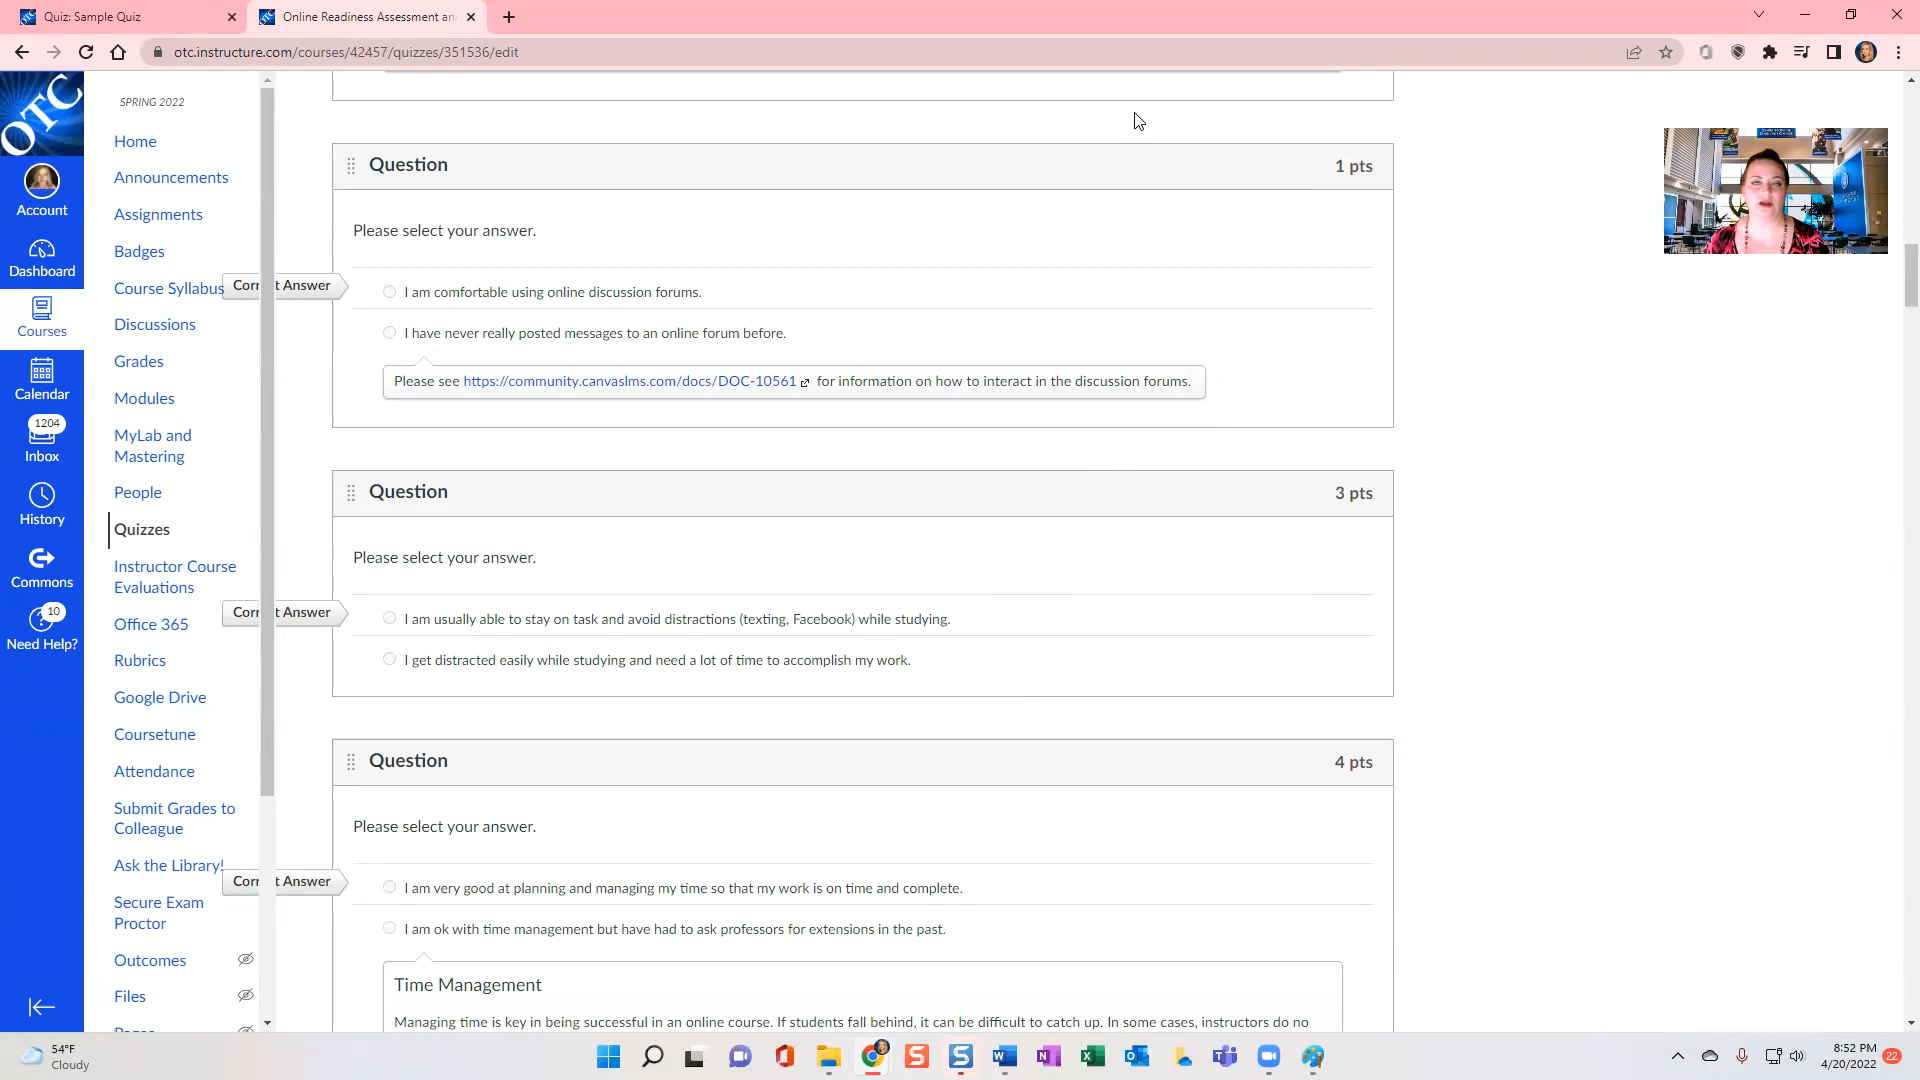 Quiz: Sample Quiz
Online Readiness Assessment an
otc.instructure.com/courses/42457/quizzes/351536/edit
OTC
Account
Dashboard
Courses
Calendar
1204
Inbox
History
Commons
10
Need Help?
SPRING 2022
Home
Announcements
Assignments
Badges
Course Syllabus
Discussions
Grades
Modules
MyLab and
Mastering
People
Quizzes
Instructor Course
Evaluations
Office 365
Rubrics
Google Drive
Coursetune
Attendance
Submit Grades to
Colleague
Ask the Library!
Secure Exam
Proctor
Outcomes
Files
Question 1 pts
Please select your answer.
Corr t Answer
I am comfortable using online discussion forums.
I have never really posted messages to an online forum before.
Please see https://community.canvaslms.com/docs/DOC-10561 for information on how to interact in the discussion forums.
Question 3 pts
Please select your answer.
Corr t Answer
I am usually able to stay on task and avoid distractions (texting, Facebook) while studying.
I get distracted easily while studying and need a lot of time to accomplish my work.
Question 4 pts
Please select your answer.
Corr t Answer
I am very good at planning and managing my time so that my work is on time and complete.
I am ok with time management but have had to ask professors for extensions in the past.
Time Management
Managing time is key in being successful in an online course. If students fall behind, it can be difficult to catch up. In some cases, instructors do no
54°F
Cloudy
8:52 PM
4/20/2022
22